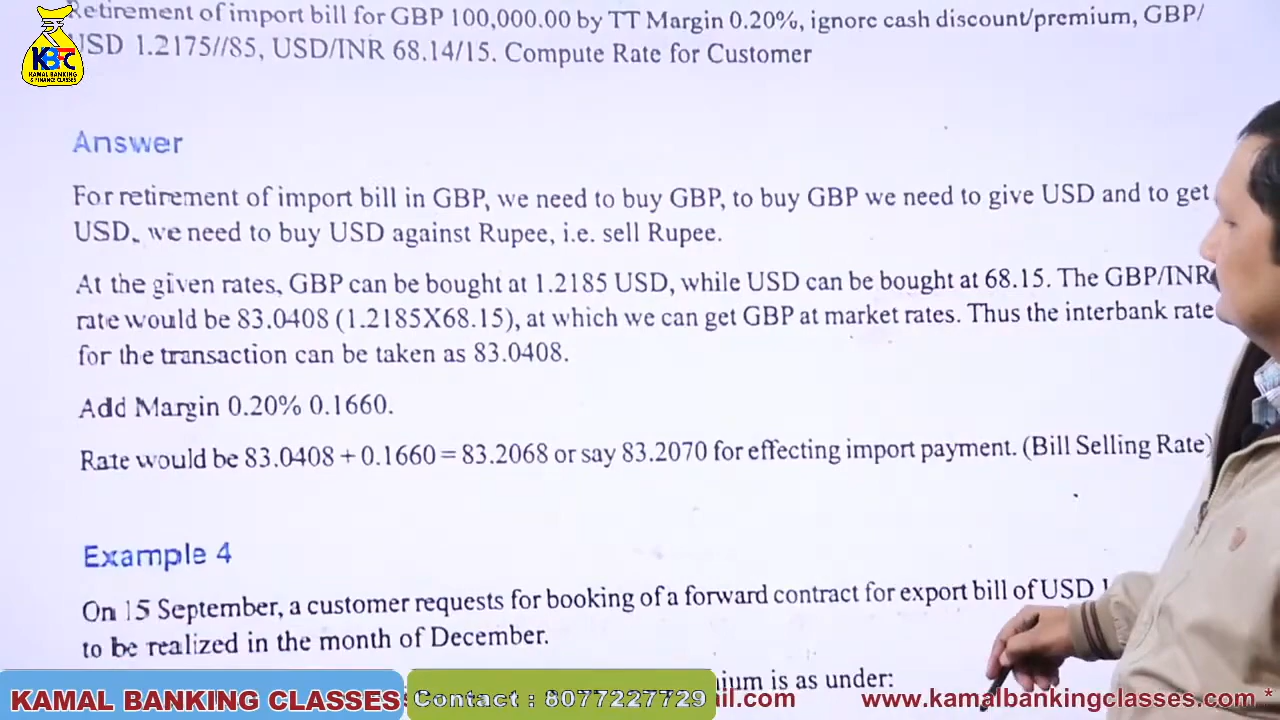 Retirement of import bill for GBP 100,000.00 by TT Margin 0.20%, ignore cash discount/premium, GBP/
USD 1.2175//85, USD/INR 68.14/15. Compute Rate for Customer
KBFC
KAMAL BANKING
& FINANCE CLASSES
Answer
For retirement of import bill in GBP, we need to buy GBP, to buy GBP we need to give USD and to get
USD, we need to buy USD against Rupee, i.e. sell Rupee.
At the given rates, GBP can be bought at 1.2185 USD, while USD can be bought at 68.15. The GBP/INR
rate would be 83.0408 (1.2185X68.15), at which we can get GBP at market rates. Thus the interbank rate
for the transaction can be taken as 83.0408.
Add Margin 0.20% 0.1660.
Rate would be 83.0408 + 0.1660 = 83.2068 or say 83.2070 for effecting import payment. (Bill Selling Rate)
Example 4
On 15 September, a customer requests for booking of a forward contract for export bill of USD
to be realized in the month of December.
is as under:
KAMAL BANKING CLASSES
Contact : 8077227729
www.kamalbankingclasses.com *